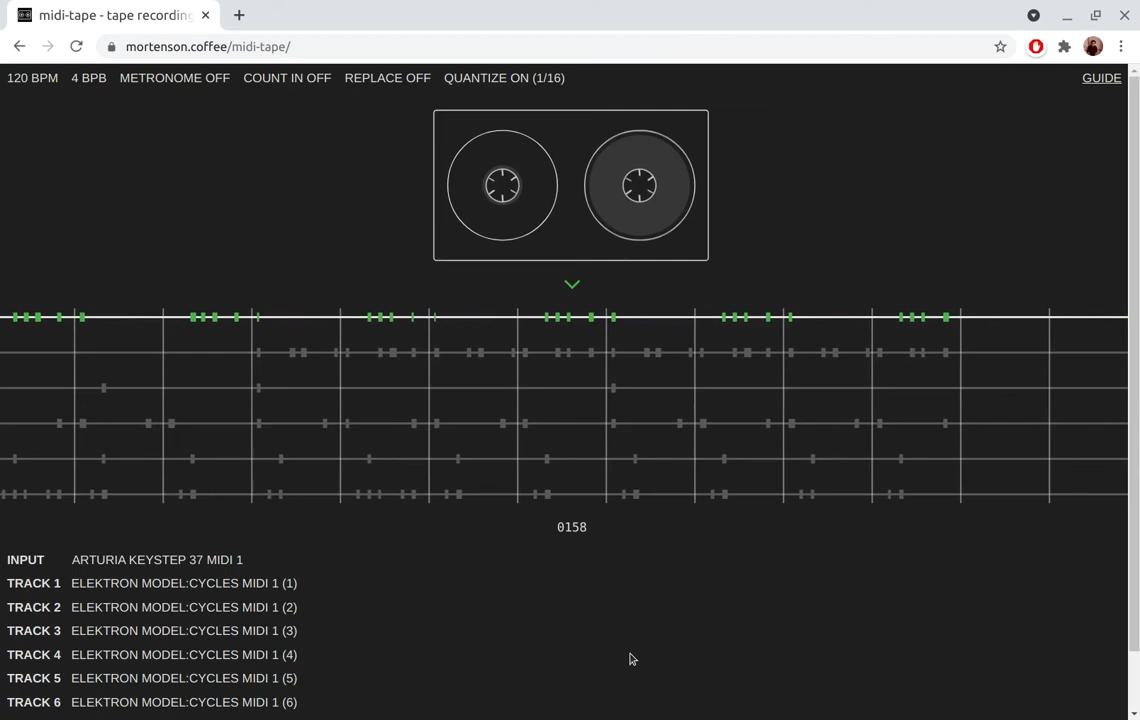 midi-tape - tape recording
mortenson.coffee/midi-tape/
120 BPM 4 BPB METRONOME OFF COUNT IN OFF REPLACE OFF QUANTIZE ON (1/16) GUIDE
0158
INPUT ARTURIA KEYSTEP 37 MIDI 1
TRACK 1 ELEKTRON MODEL:CYCLES MIDI 1 (1)
TRACK 2 ELEKTRON MODEL:CYCLES MIDI 1 (2)
TRACK 3 ELEKTRON MODEL:CYCLES MIDI 1 (3)
TRACK 4 ELEKTRON MODEL:CYCLES MIDI 1 (4)
TRACK 5 ELEKTRON MODEL:CYCLES MIDI 1 (5)
TRACK 6 ELEKTRON MODEL:CYCLES MIDI 1 (6)